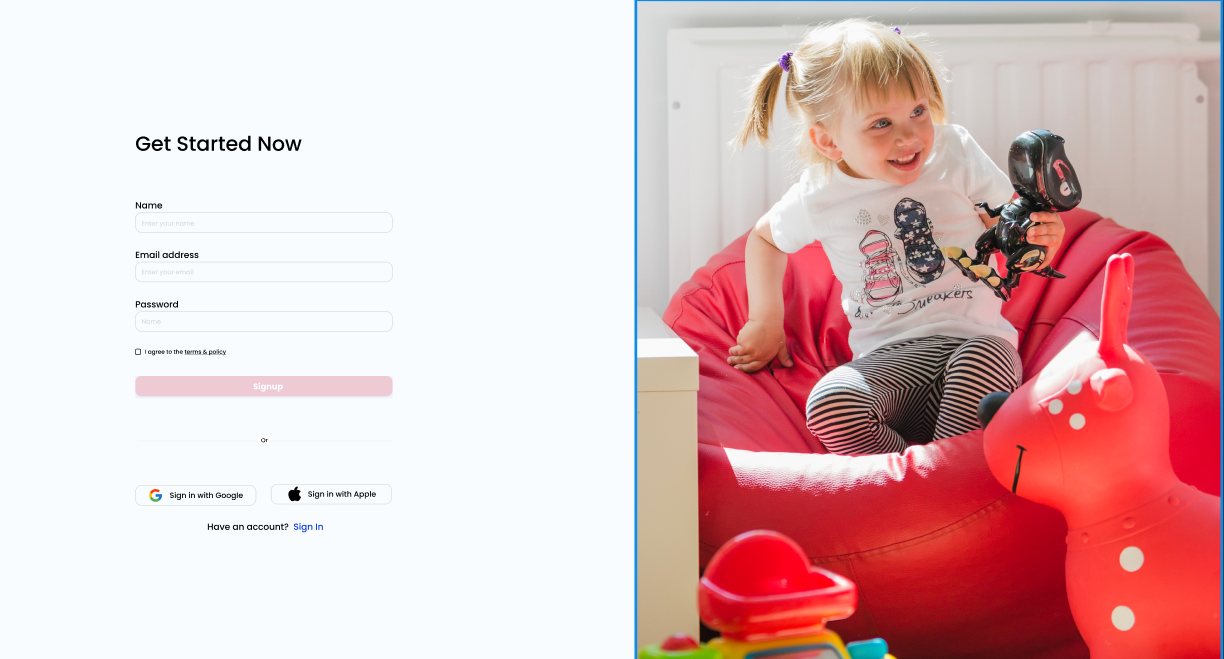 Get Started Now
Name
Enter your name
Email address
Enter your email
Password
Name
I agree to the terms & policy
Signup
Or
Sign in with Google
Sign in with Apple
Have an account? Sign In
Sneakers